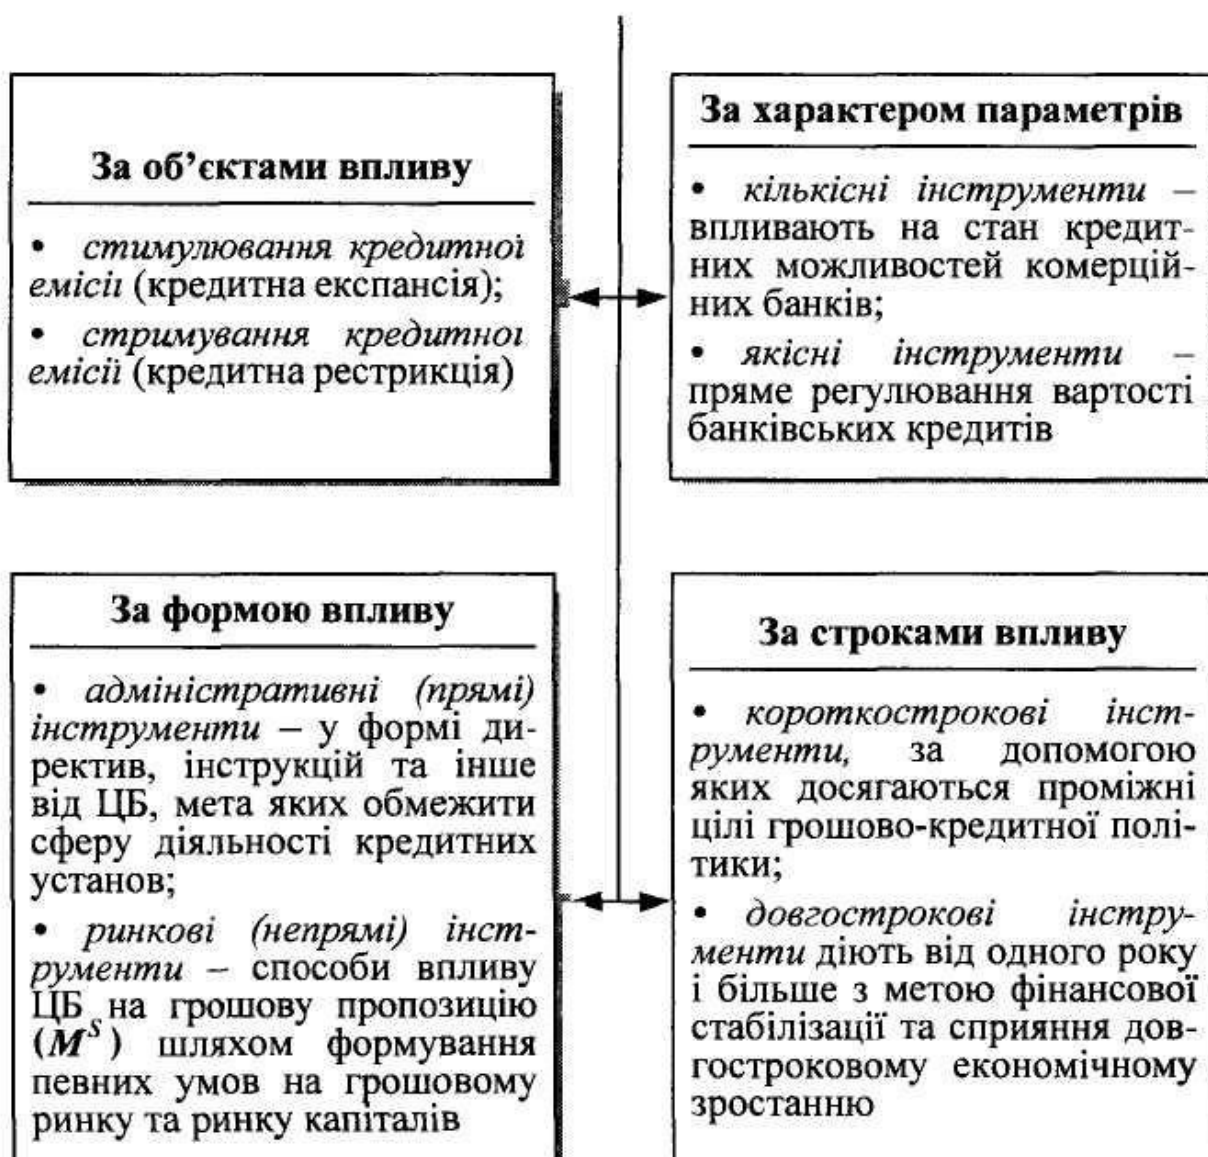 За об’єктами впливу
• стимулювання кредитної
емісії (кредитна експансія);
• стримування кредитної
емісії (кредитна рестрикція)
За характером параметрів
• кількісні інструменти –
впливають на стан кредит-
них можливостей комерцій-
них банків;
• якісні інструменти –
пряме регулювання вартості
банківських кредитів
За формою впливу
• адміністративні (прямі)
інструменти – у формі ди-
ректив, інструкцій та інше
від ЦБ, мета яких обмежити
сферу діяльності кредитних
установ;
• ринкові (непрямі) інст-
рументи – способи впливу
ЦБ на грошову пропозицію
(M^S) шляхом формування
певних умов на грошовому
ринку та ринку капіталів
За строками впливу
• короткострокові інст-
рументи, за допомогою
яких досягаються проміжні
цілі грошово-кредитної полі-
тики;
• довгострокові інстру-
менти діють від одного року
і більше з метою фінансової
стабілізації та сприяння дов-
гостроковому економічному
зростанню